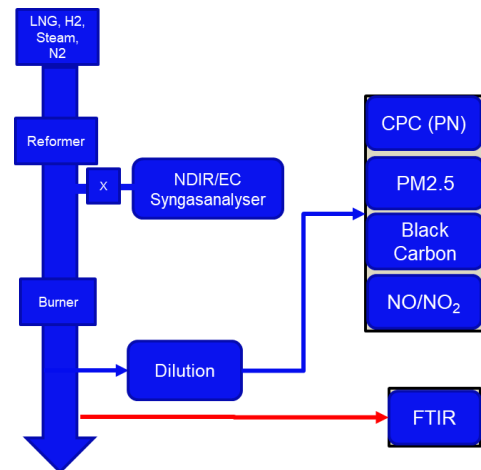 LNG, H2,
Steam,
N2
Reformer
X
NDIR/EC
Syngasanalyser
Burner
Dilution
CPC (PN)
PM2.5
Black
Carbon
NO/NO₂
FTIR